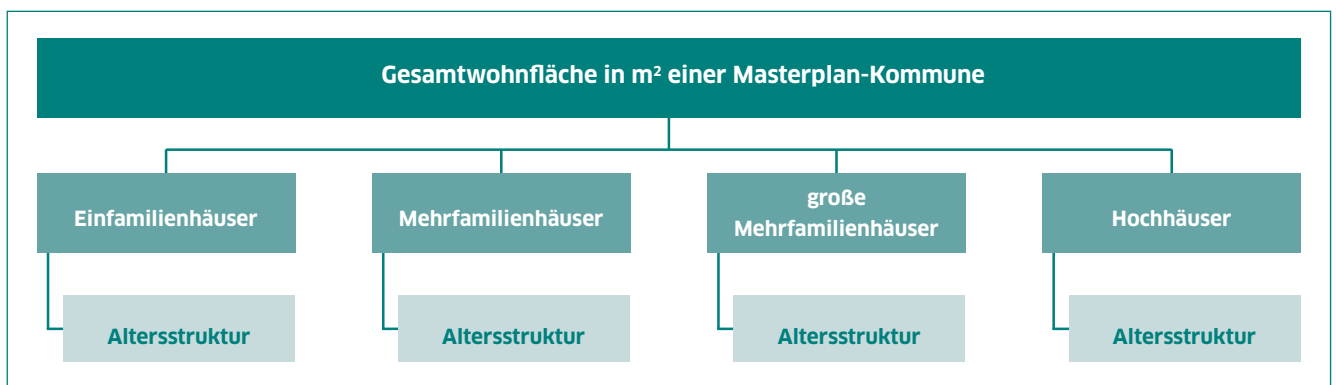 Gesamtwohnfläche in m² einer Masterplan-Kommune
Einfamilienhäuser
Mehrfamilienhäuser
große
Mehrfamilienhäuser
Hochhäuser
Altersstruktur
Altersstruktur
Altersstruktur
Altersstruktur